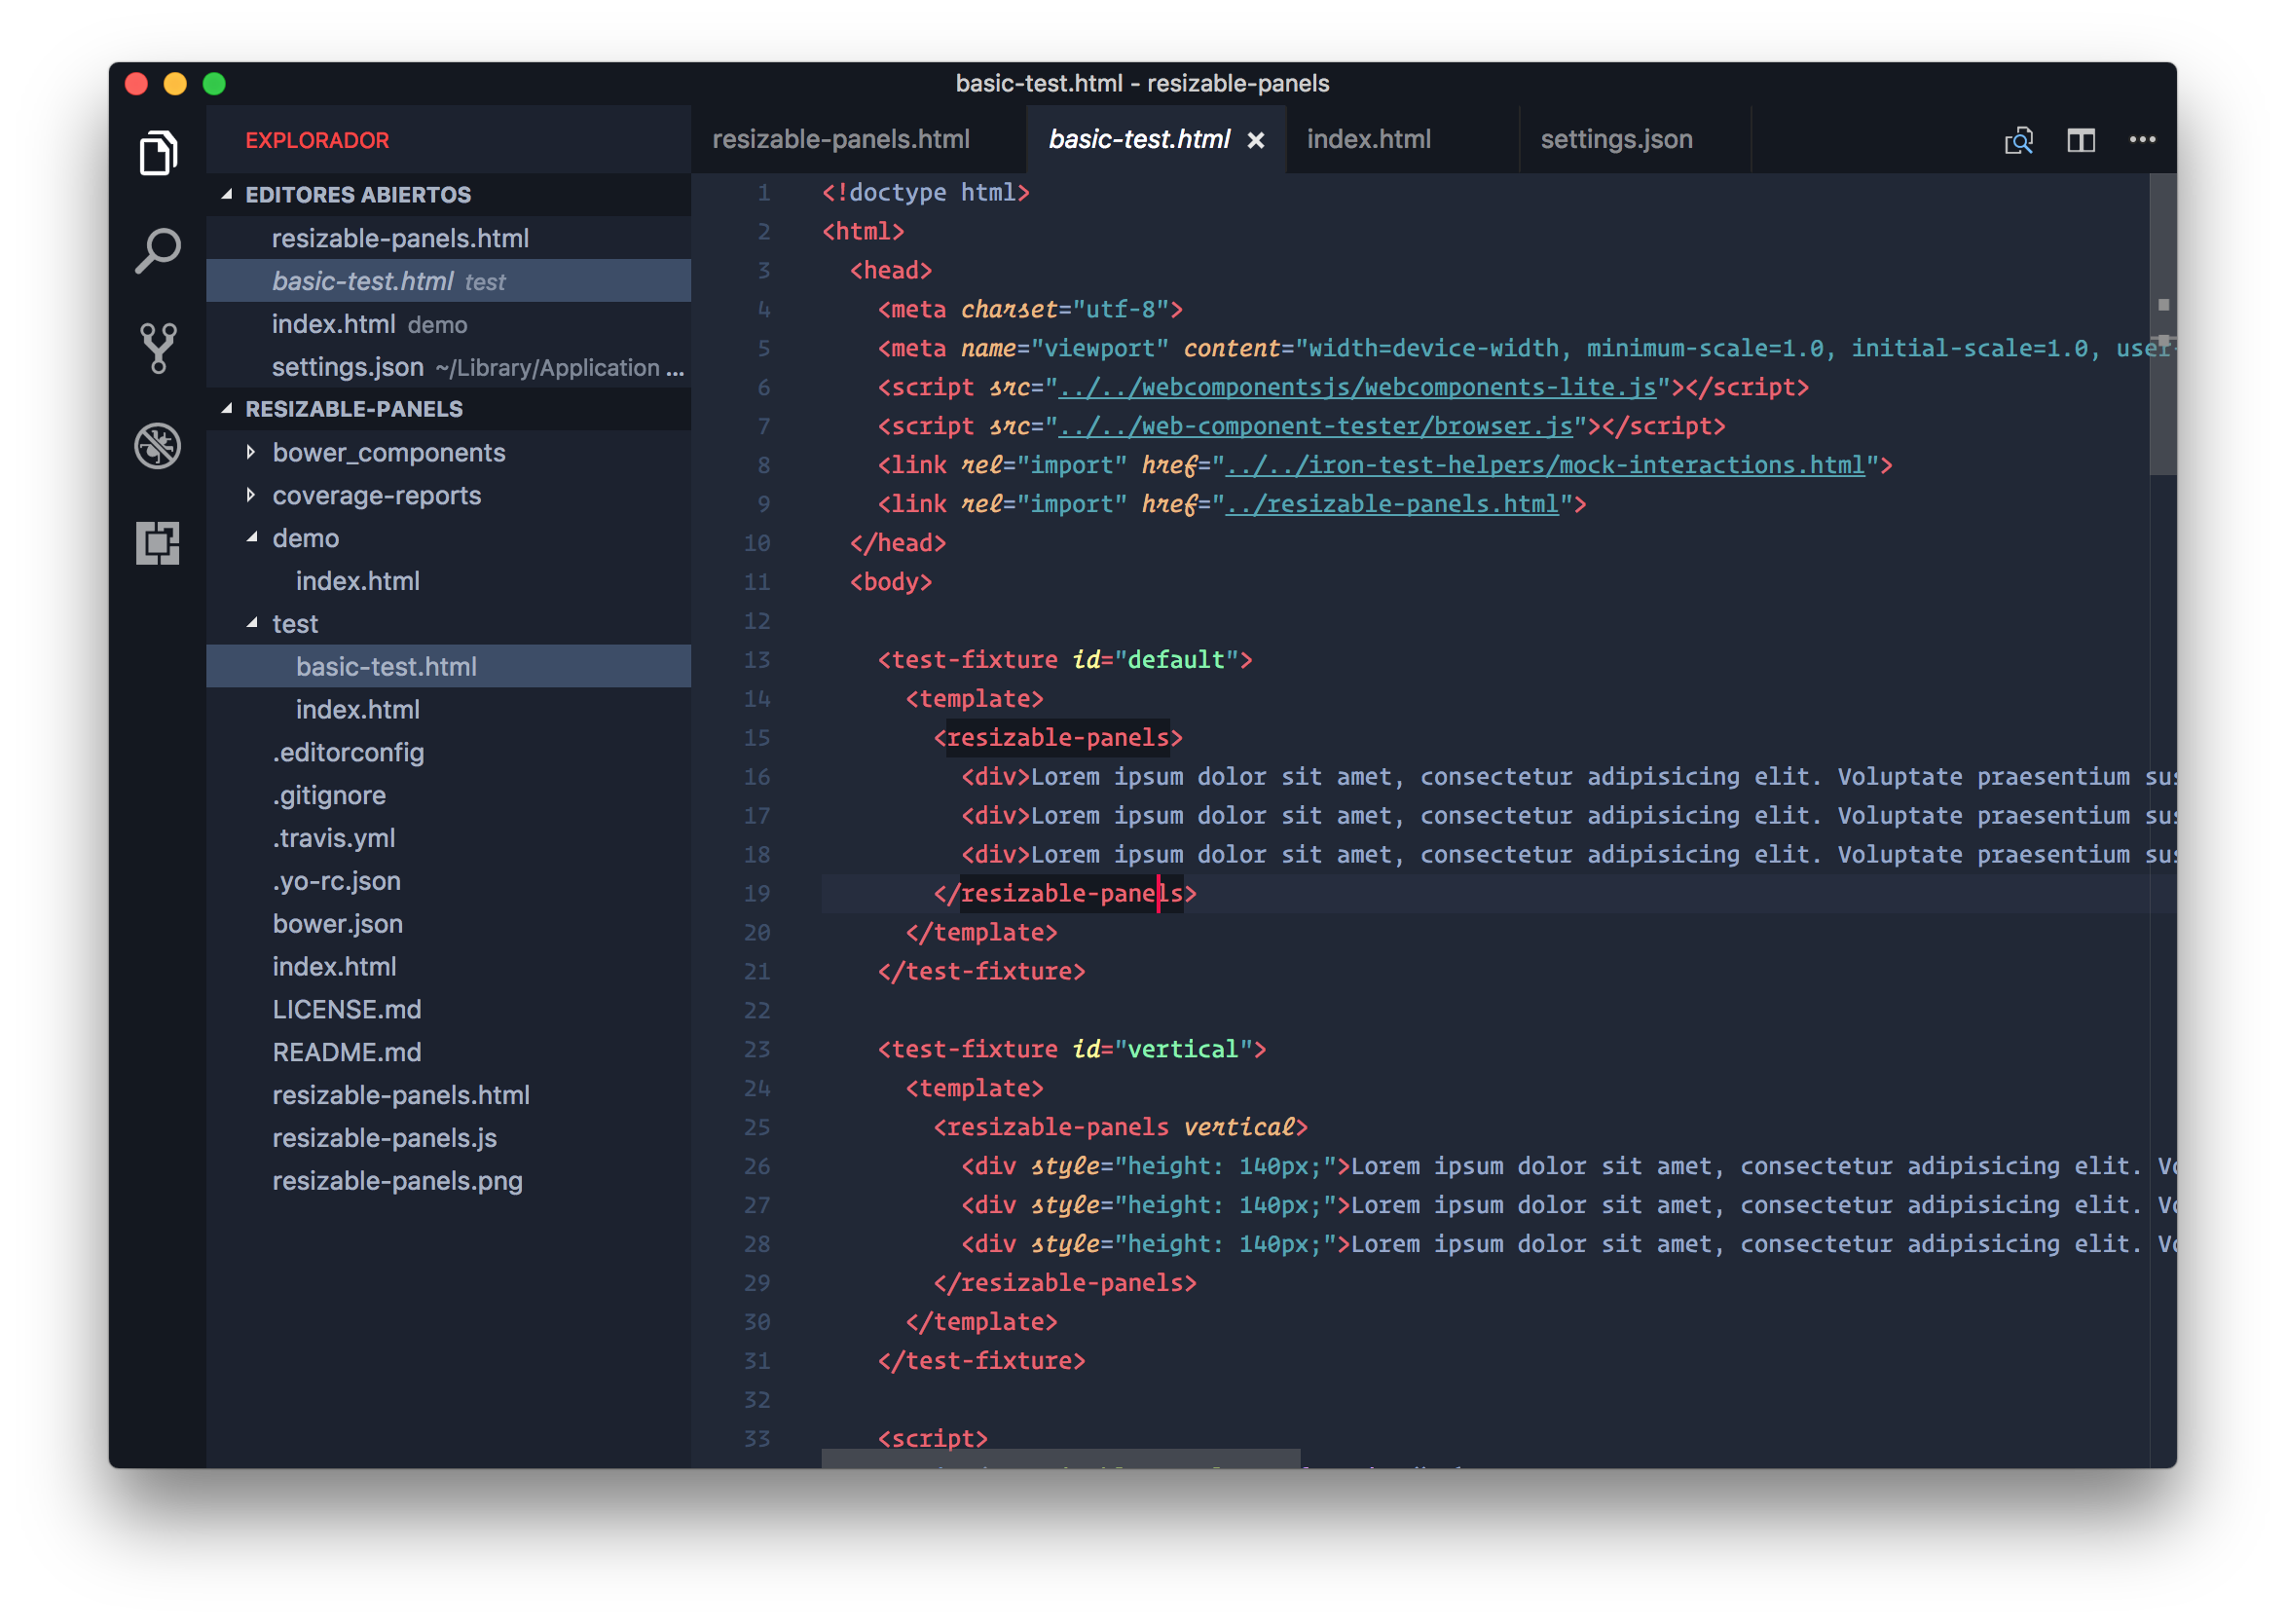 basic-test.html - resizable-panels
EXPLORADOR
EDITORES ABIERTOS
resizable-panels.html
basic-test.html test
index.html demo
settings.json ~/Library/Application ...
RESIZABLE-PANELS
bower_components
coverage-reports
demo
index.html
test
basic-test.html
index.html
.editorconfig
.gitignore
.travis.yml
.yo-rc.json
bower.json
index.html
LICENSE.md
README.md
resizable-panels.html
resizable-panels.js
resizable-panels.png
resizable-panels.html basic-test.html index.html settings.json
1 <!doctype html>
2 <html>
3 <head>
4 <meta charset="utf-8">
5 <meta name="viewport" content="width=device-width, minimum-scale=1.0, initial-scale=1.0, user-
6 <script src="../../webcomponentsjs/webcomponents-lite.js"></script>
7 <script src="../../web-component-tester/browser.js"></script>
8 <link rel="import" href="../../iron-test-helpers/mock-interactions.html">
9 <link rel="import" href="../resizable-panels.html">
10 </head>
11 <body>
12
13 <test-fixture id="default">
14 <template>
15 <resizable-panels>
16 <div>Lorem ipsum dolor sit amet, consectetur adipisicing elit. Voluptate praesentium sus
17 <div>Lorem ipsum dolor sit amet, consectetur adipisicing elit. Voluptate praesentium sus
18 <div>Lorem ipsum dolor sit amet, consectetur adipisicing elit. Voluptate praesentium sus
19 </resizable-panels>
20 </template>
21 </test-fixture>
22
23 <test-fixture id="vertical">
24 <template>
25 <resizable-panels vertical>
26 <div style="height: 140px;">Lorem ipsum dolor sit amet, consectetur adipisicing elit. Vo
27 <div style="height: 140px;">Lorem ipsum dolor sit amet, consectetur adipisicing elit. Vo
28 <div style="height: 140px;">Lorem ipsum dolor sit amet, consectetur adipisicing elit. Vo
29 </resizable-panels>
30 </template>
31 </test-fixture>
32
33 <script>